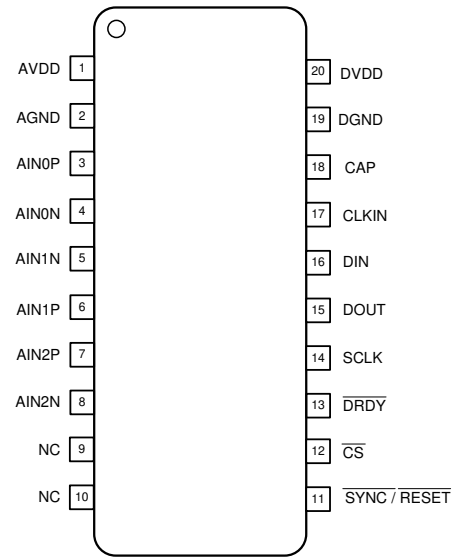 AVDD 1
AGND 2
AIN0P 3
AIN0N 4
AIN1N 5
AIN1P 6
AIN2P 7
AIN2N 8
NC 9
NC 10
20 DVDD
19 DGND
18 CAP
17 CLKIN
16 DIN
15 DOUT
14 SCLK
13 DRDY
12 CS
11 SYNC / RESET